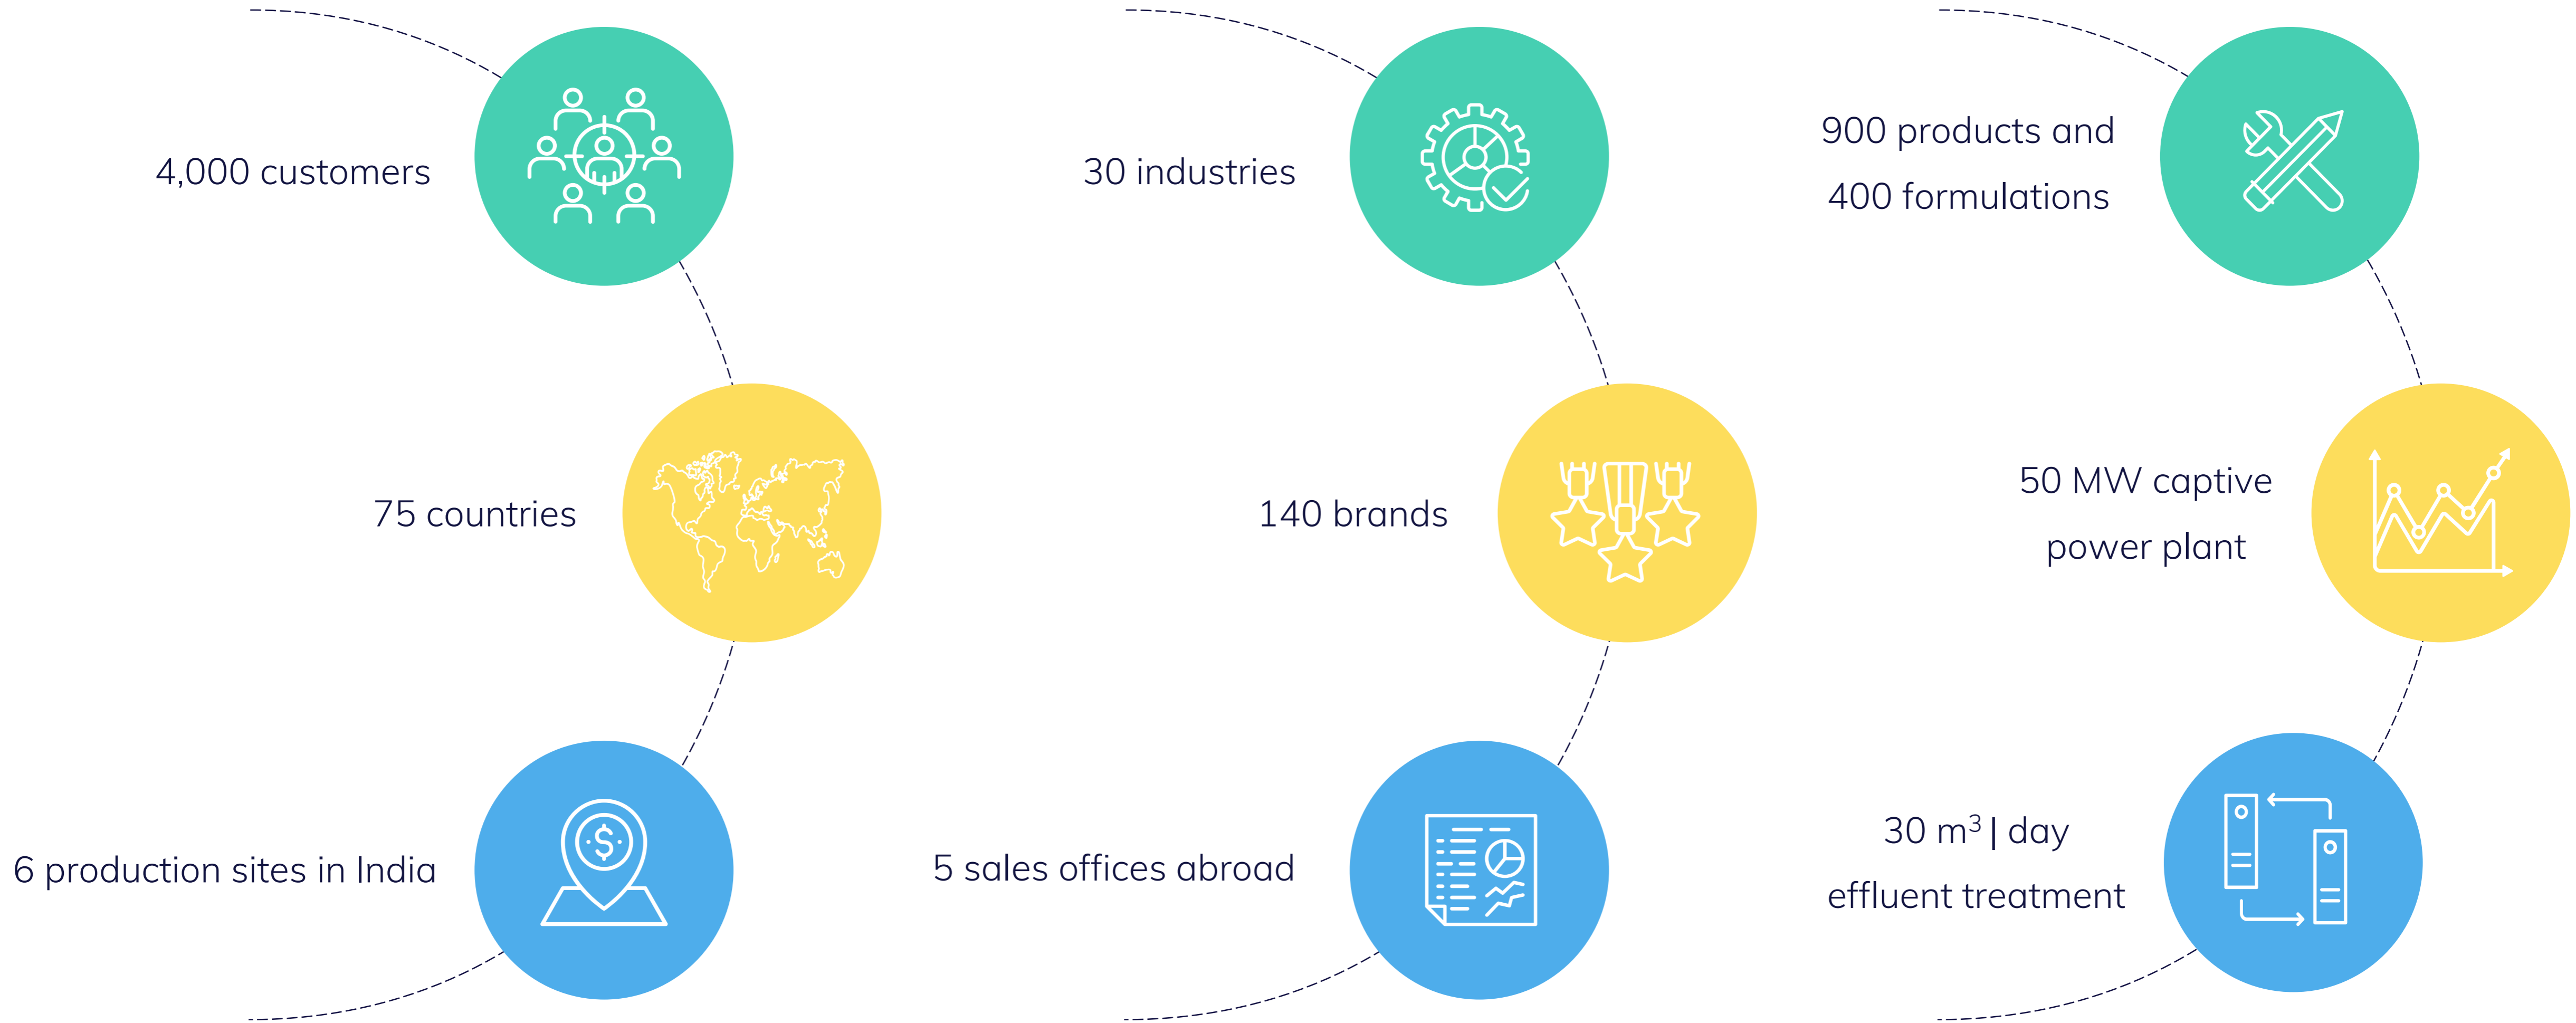 4,000 customers
75 countries
6 production sites in India
30 industries
140 brands
5 sales offices abroad
900 products and
400 formulations
50 MW captive
power plant
30 m³ | day
effluent treatment